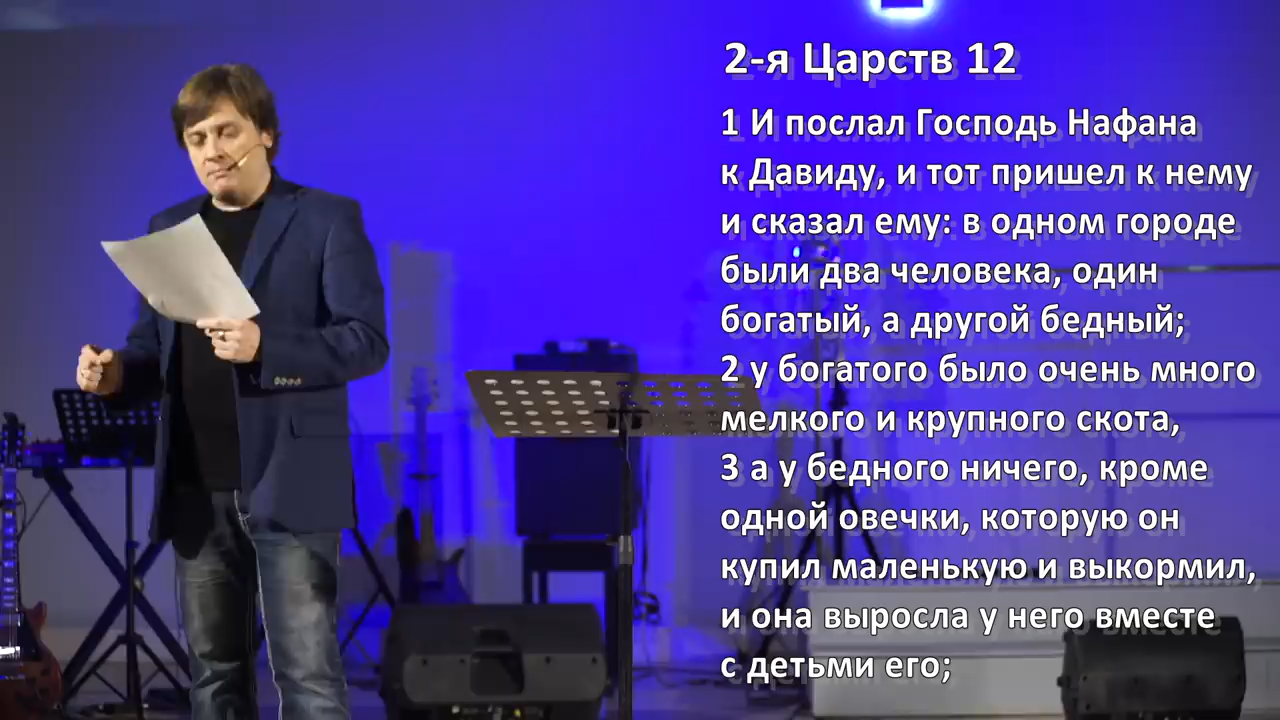 2-я Царств 12
1 И послал Господь Нафана
к Давиду, и тот пришел к нему
и сказал ему: в одном городе
были два человека, один
богатый, а другой бедный;
2 у богатого было очень много
мелкого и крупного скота,
3 а у бедного ничего, кроме
одной овечки, которую он
купил маленькую и выкормил,
и она выросла у него вместе
с детьми его;